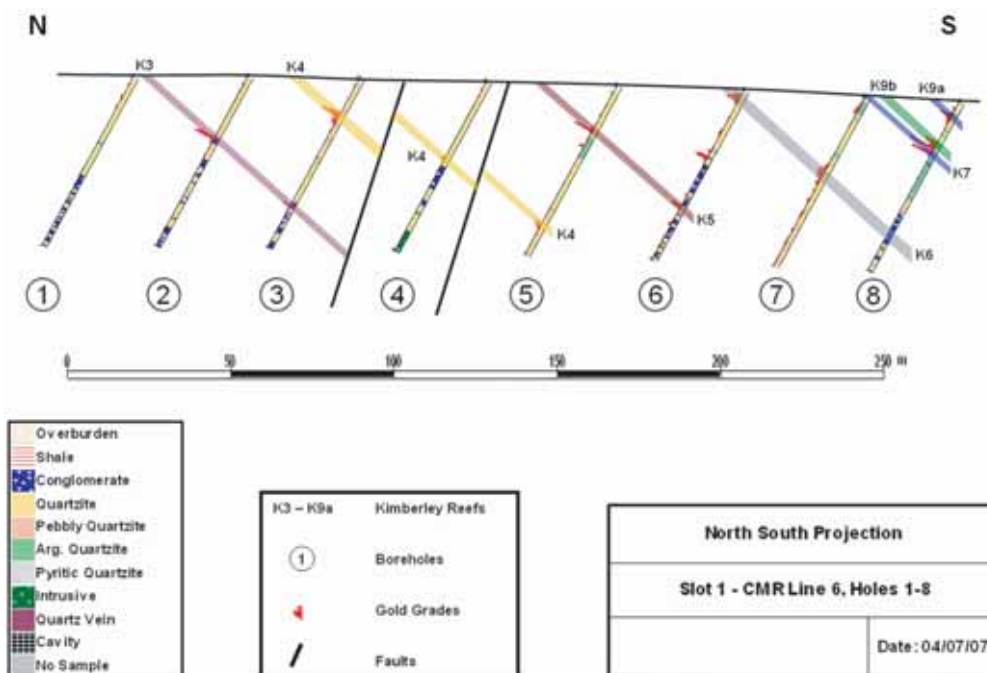 N S
K3 K4 K9b K9a
K4 K7
K4 K5 K6
1 2 3 4 5 6 7 8
0 50 100 150 200 250 m
Overburden
Shale
Conglomerate
Quartzite
Pebbly Quartzite
Arg. Quartzite
Pyritic Quartzite
Intrusive
Quartz Vein
Cavity
No Sample
K3 – K9a Kimberley Reefs
1 Boreholes
Gold Grades
Faults
North South Projection
Slot 1 - CMR Line 6, Holes 1-8
Date: 04/07/07